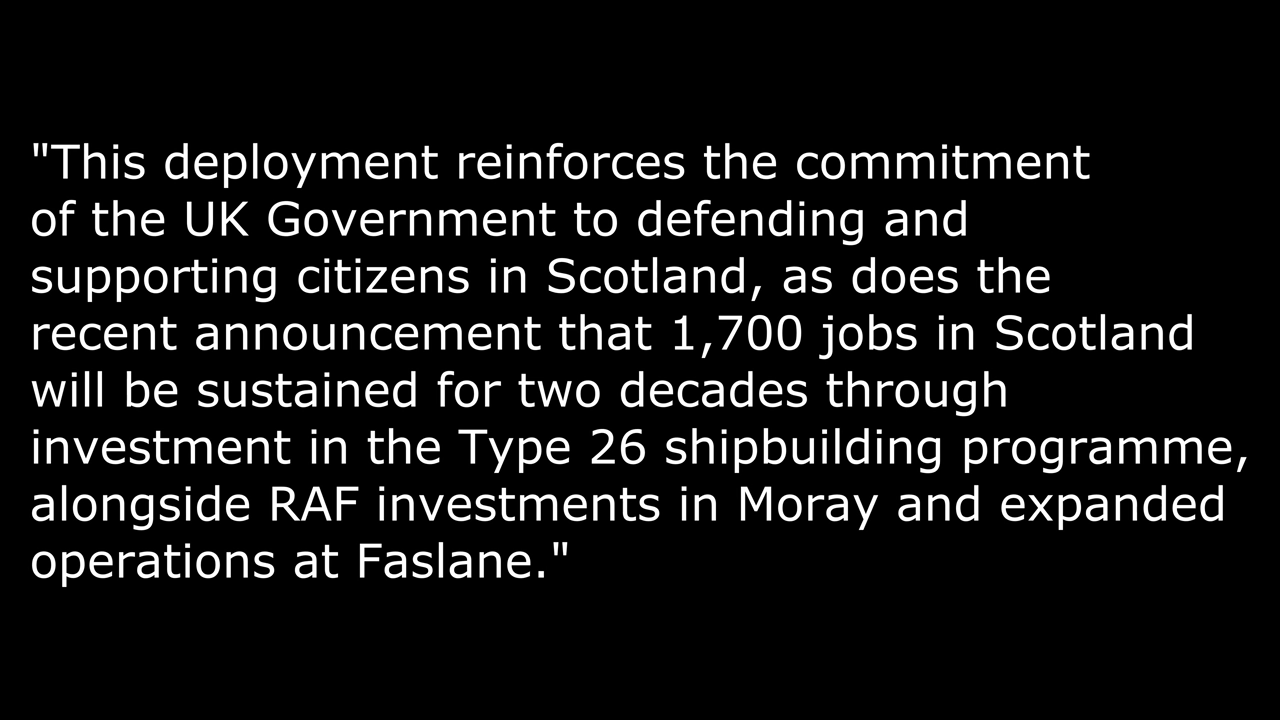 "This deployment reinforces the commitment
of the UK Government to defending and
supporting citizens in Scotland, as does the
recent announcement that 1,700 jobs in Scotland
will be sustained for two decades through
investment in the Type 26 shipbuilding programme,
alongside RAF investments in Moray and expanded
operations at Faslane."